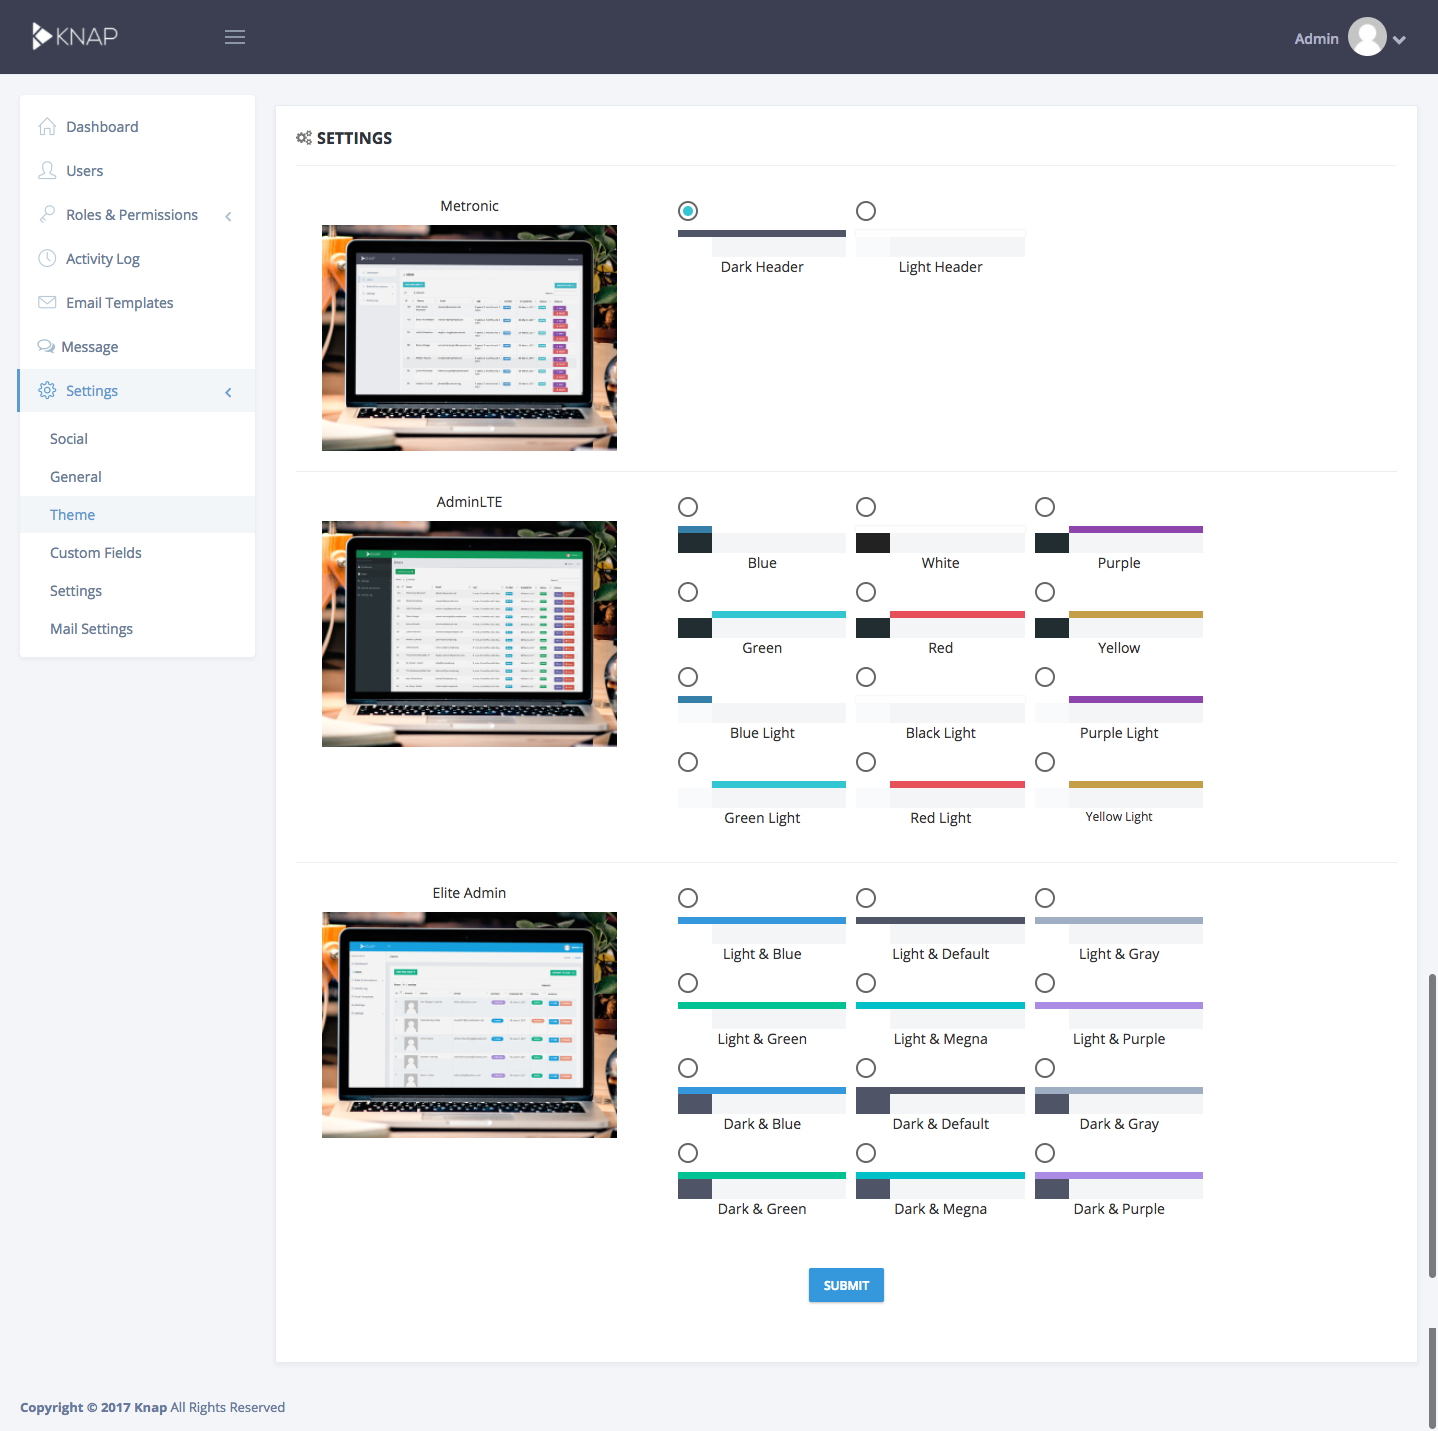 KNAP
Admin
Dashboard
Users
Roles & Permissions
Activity Log
Email Templates
Message
Settings
Social
General
Theme
Custom Fields
Settings
Mail Settings
SETTINGS
Metronic
Dark Header
Light Header
AdminLTE
Blue
White
Purple
Green
Red
Yellow
Blue Light
Black Light
Purple Light
Green Light
Red Light
Yellow Light
Elite Admin
Light & Blue
Light & Default
Light & Gray
Light & Green
Light & Megna
Light & Purple
Dark & Blue
Dark & Default
Dark & Gray
Dark & Green
Dark & Megna
Dark & Purple
SUBMIT
Copyright © 2017 Knap All Rights Reserved